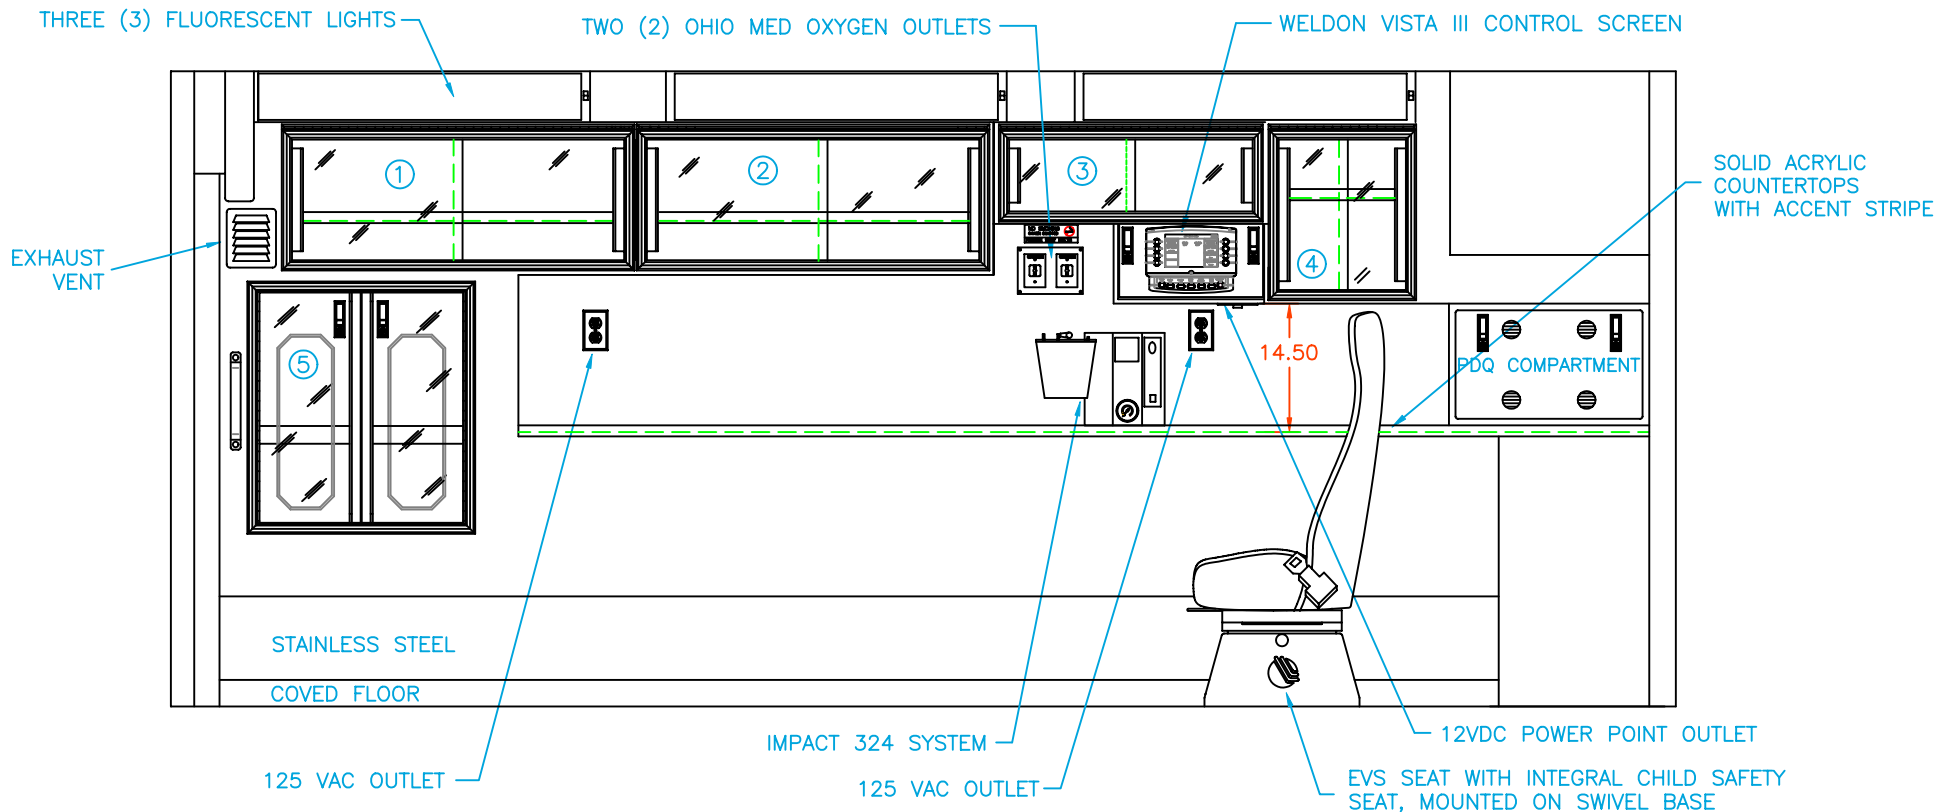 THREE (3) FLUORESCENT LIGHTS
TWO (2) OHIO MED OXYGEN OUTLETS
WELDON VISTA III CONTROL SCREEN
SOLID ACRYLIC
COUNTERTOPS
WITH ACCENT STRIPE
1
2
3
4
EXHAUST
VENT
5
14.50
PDQ COMPARTMENT
STAINLESS STEEL
COVED FLOOR
IMPACT 324 SYSTEM
12VDC POWER POINT OUTLET
125 VAC OUTLET
125 VAC OUTLET
EVS SEAT WITH INTEGRAL CHILD SAFETY
SEAT, MOUNTED ON SWIVEL BASE